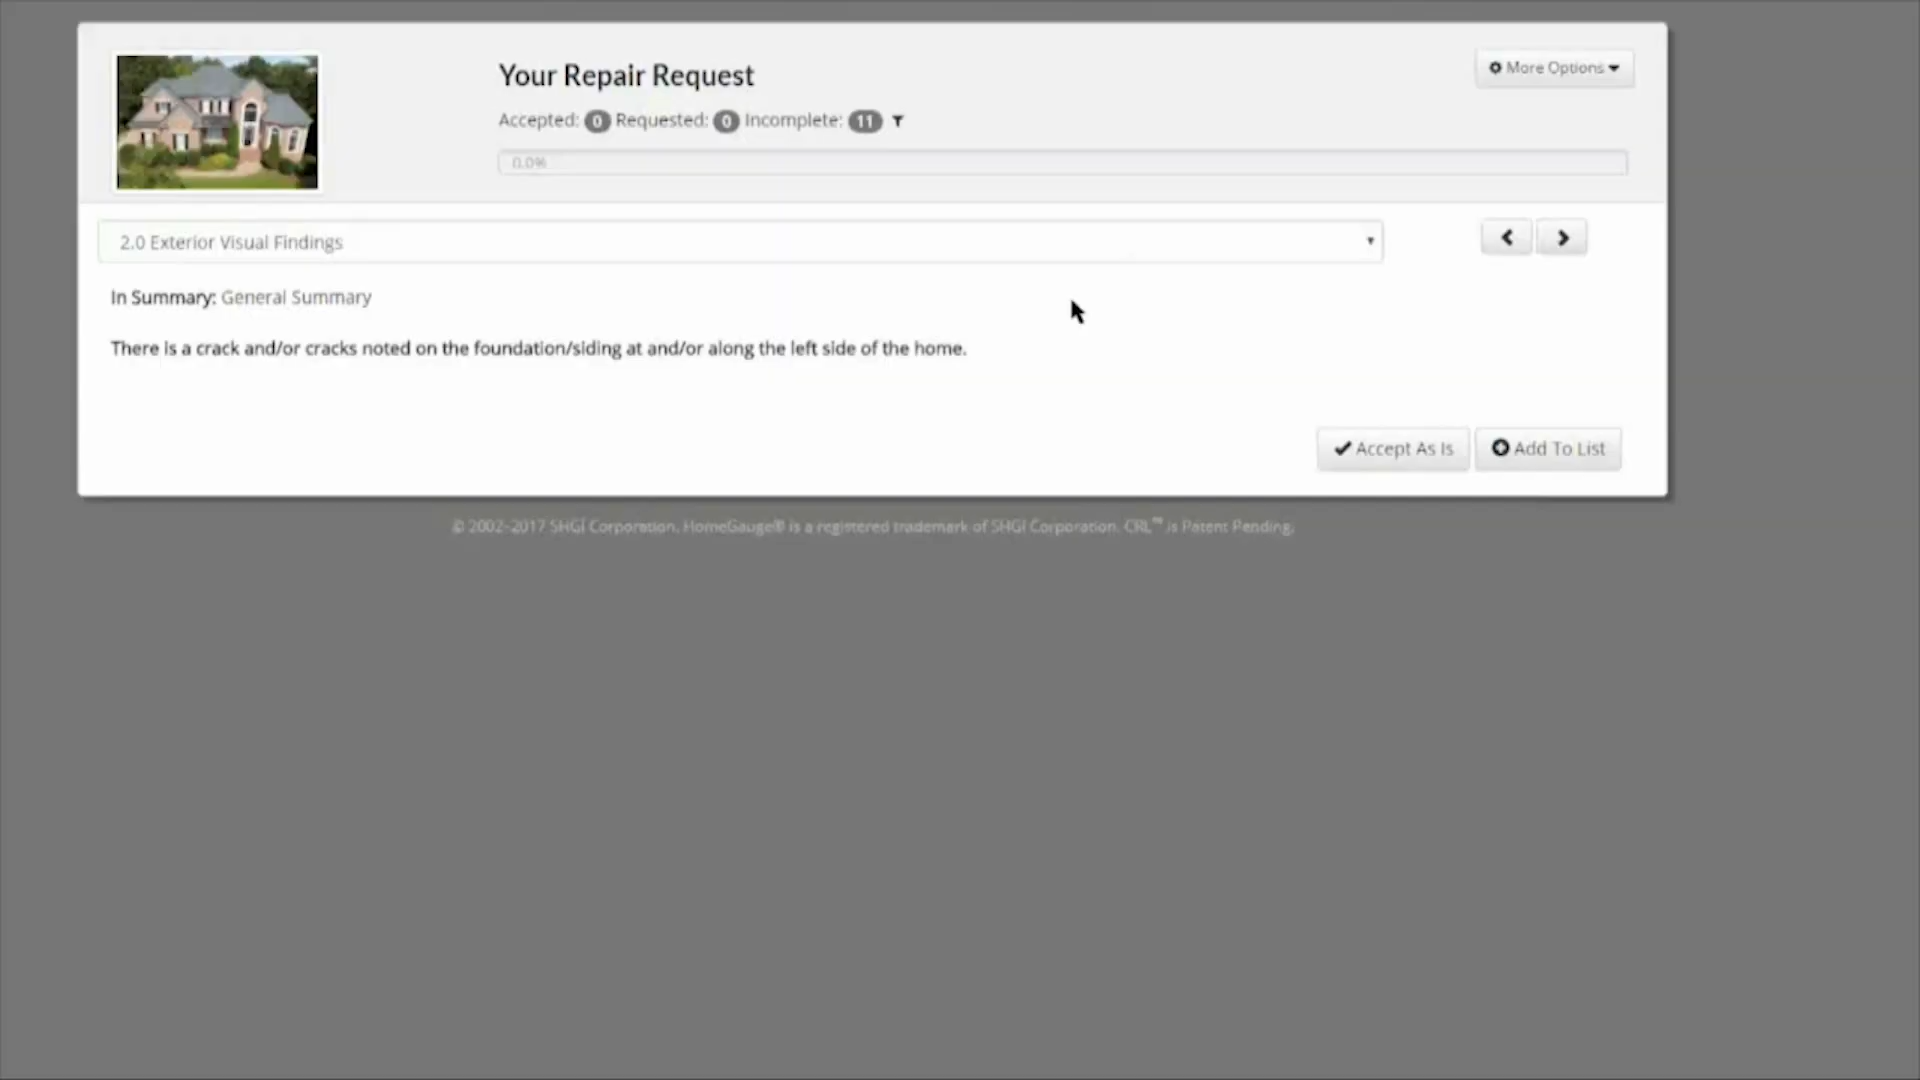 Your Repair Request
More Options
Accepted: 0 Requested: 0 Incomplete: 11
0.0%
2.0 Exterior Visual Findings
In Summary: General Summary
There is a crack and/or cracks noted on the foundation/siding at and/or along the left side of the home.
Accept As Is
Add To List
© 2002-2017 SHGI Corporation. HomeGauge® is a registered trademark of SHGI Corporation. CRL™ is Patent Pending.